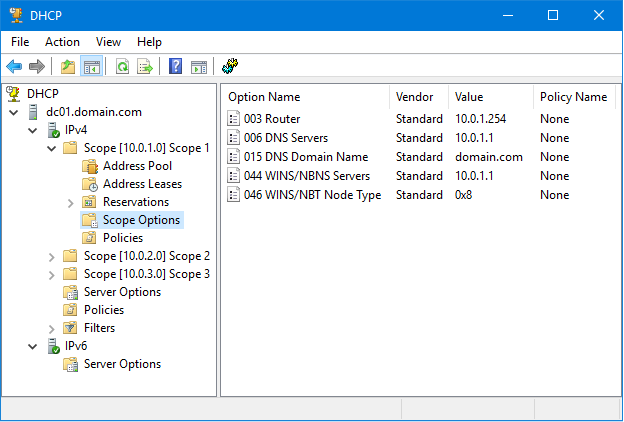 DHCP
File Action View Help
DHCP
dc01.domain.com
IPv4
Scope [10.0.1.0] Scope 1
Address Pool
Address Leases
Reservations
Scope Options
Policies
Scope [10.0.2.0] Scope 2
Scope [10.0.3.0] Scope 3
Server Options
Policies
Filters
IPv6
Server Options
Option Name Vendor Value Policy Name
003 Router Standard 10.0.1.254 None
006 DNS Servers Standard 10.0.1.1 None
015 DNS Domain Name Standard domain.com None
044 WINS/NBNS Servers Standard 10.0.1.1 None
046 WINS/NBT Node Type Standard 0x8 None